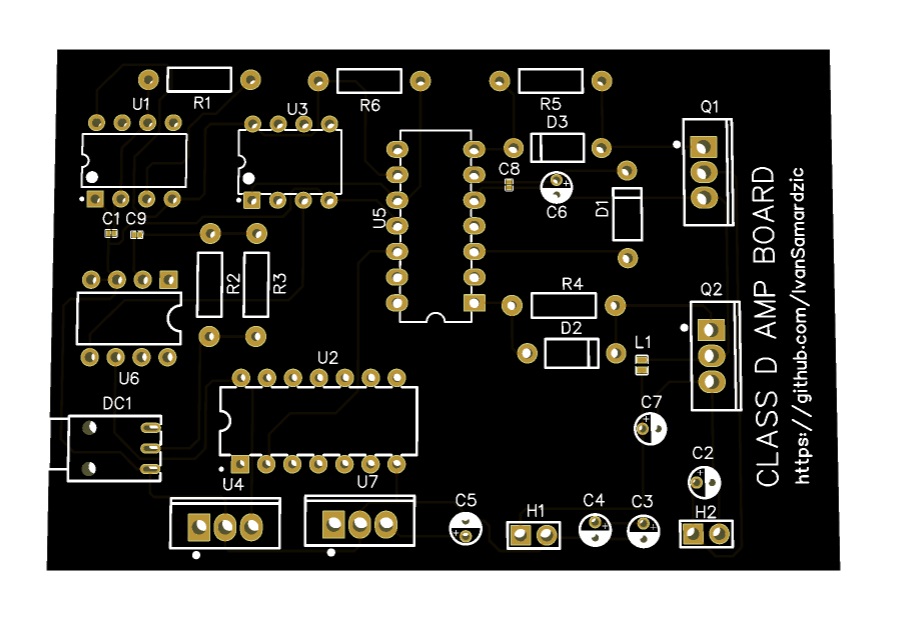 R1
R6
R5
U1
U3
Q1
D3
C8
C6
U5
D1
C1 C9
R2
R3
R4
Q2
D2
L1
U6
U2
DC1
C7
C2
U4
U7
C5
H1
C4
C3
H2
CLASS D AMP BOARD
https://github.com/IvanSamardzic